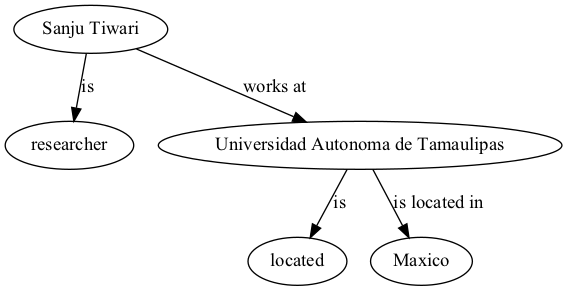 Sanju Tiwari
is
works at
researcher
Universidad Autonoma de Tamaulipas
is
is located in
located
Maxico